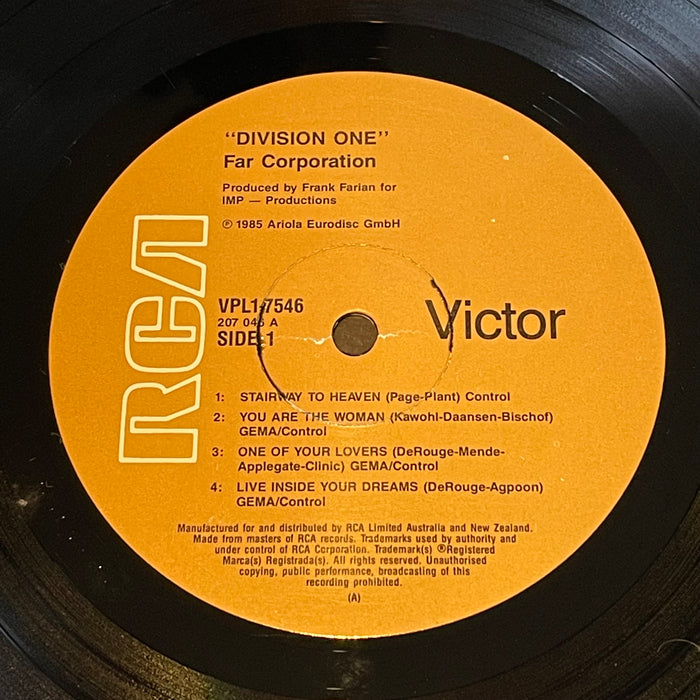 "DIVISION ONE"
Far Corporation
Produced by Frank Farian for
IMP — Productions
℗ 1985 Ariola Eurodisc GmbH
RCA
VPL1 7546
207 045 A
SIDE 1
Victor
1: STAIRWAY TO HEAVEN (Page-Plant) Control
2: YOU ARE THE WOMAN (Kawohl-Daansen-Bischof)
GEMA/Control
3: ONE OF YOUR LOVERS (DeRouge-Mende-
Applegate-Clinic) GEMA/Control
4: LIVE INSIDE YOUR DREAMS (DeRouge-Agpoon)
GEMA/Control
Manufactured for and distributed by RCA Limited Australia and New Zealand.
Made from masters of RCA records. Trademarks used by authority and
under control of RCA Corporation. Trademark(s) ®Registered
Marca(s) Registrada(s). All rights reserved. Unauthorised
copying, public performance, broadcasting of this
recording prohibited.
(A)